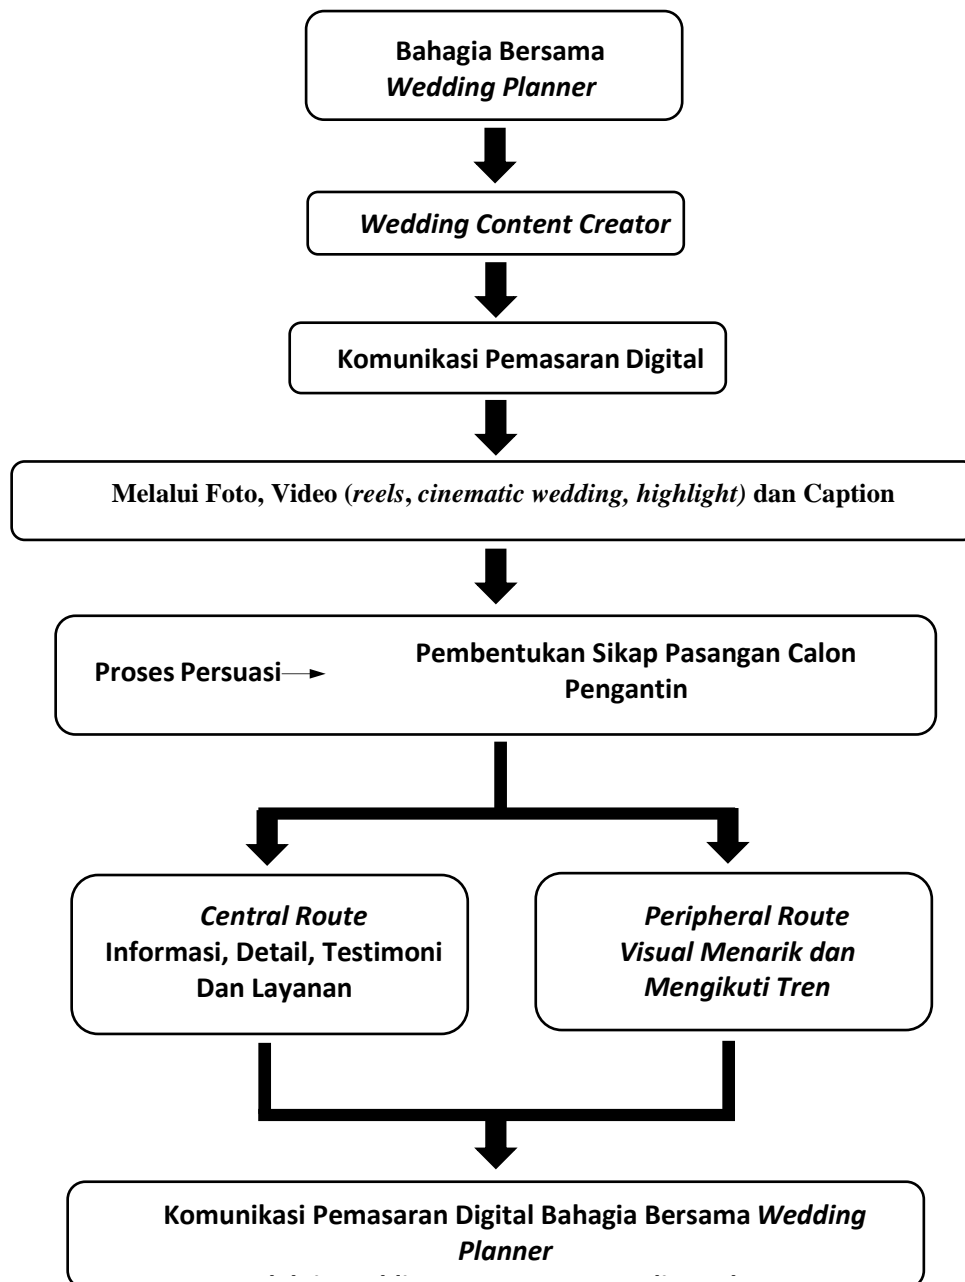 Bahagia Bersama
Wedding Planner
Wedding Content Creator
Komunikasi Pemasaran Digital
Melalui Foto, Video (reels, cinematic wedding, highlight) dan Caption
Proses Persuasi
Pembentukan Sikap Pasangan Calon
Pengantin
Central Route
Informasi, Detail, Testimoni
Dan Layanan
Peripheral Route
Visual Menarik dan
Mengikuti Tren
Komunikasi Pemasaran Digital Bahagia Bersama Wedding
Planner